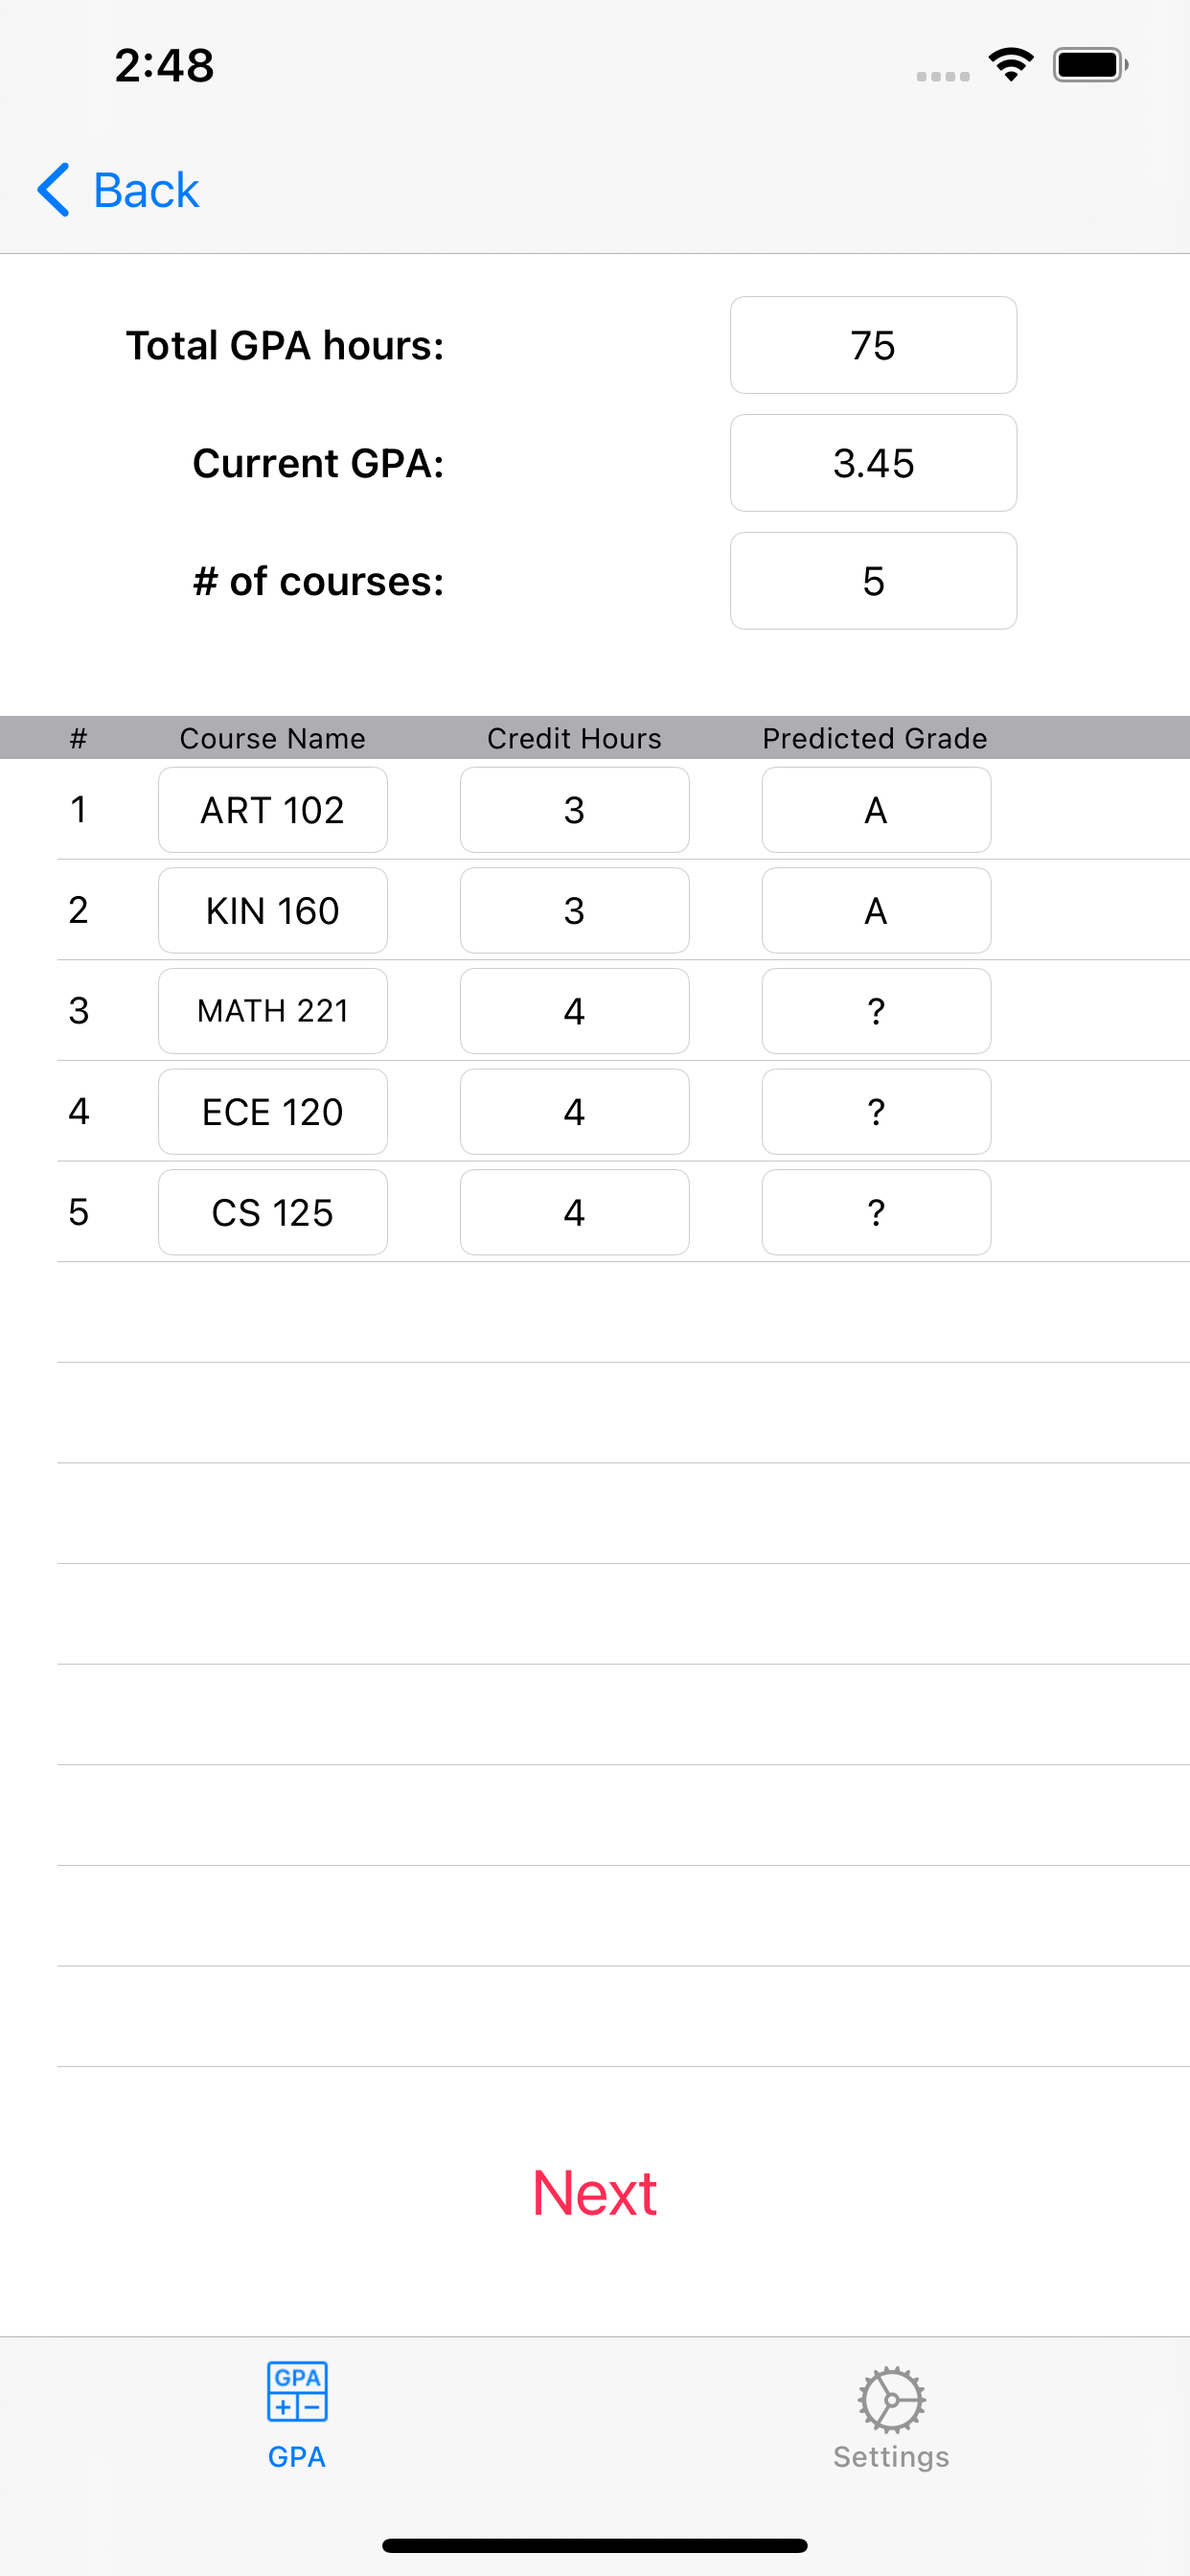 2:48
Back
Total GPA hours: 75
Current GPA: 3.45
# of courses: 5
# Course Name Credit Hours Predicted Grade
1 ART 102 3 A
2 KIN 160 3 A
3 MATH 221 4 ?
4 ECE 120 4 ?
5 CS 125 4 ?
Next
GPA
+ −
GPA Settings